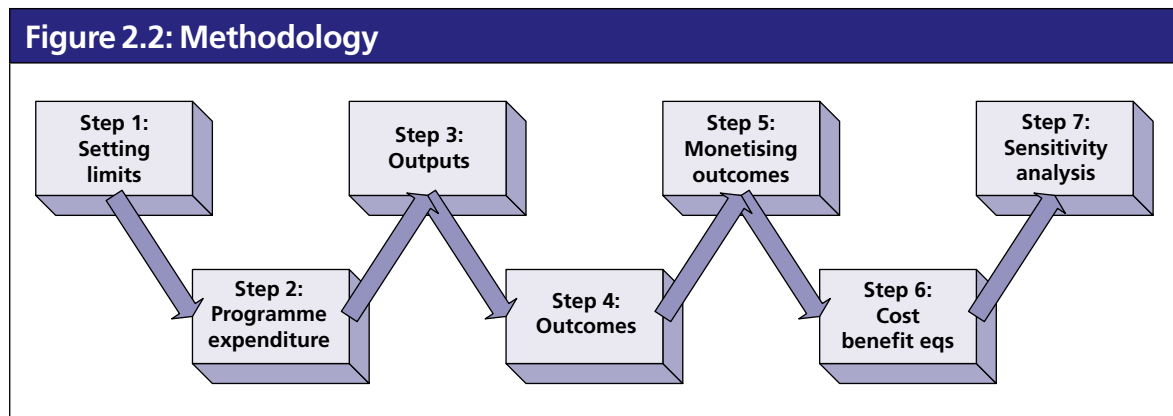 Figure 2.2: Methodology
Step 1:
Setting
limits
Step 2:
Programme
expenditure
Step 3:
Outputs
Step 4:
Outcomes
Step 5:
Monetising
outcomes
Step 6:
Cost
benefit eqs
Step 7:
Sensitivity
analysis